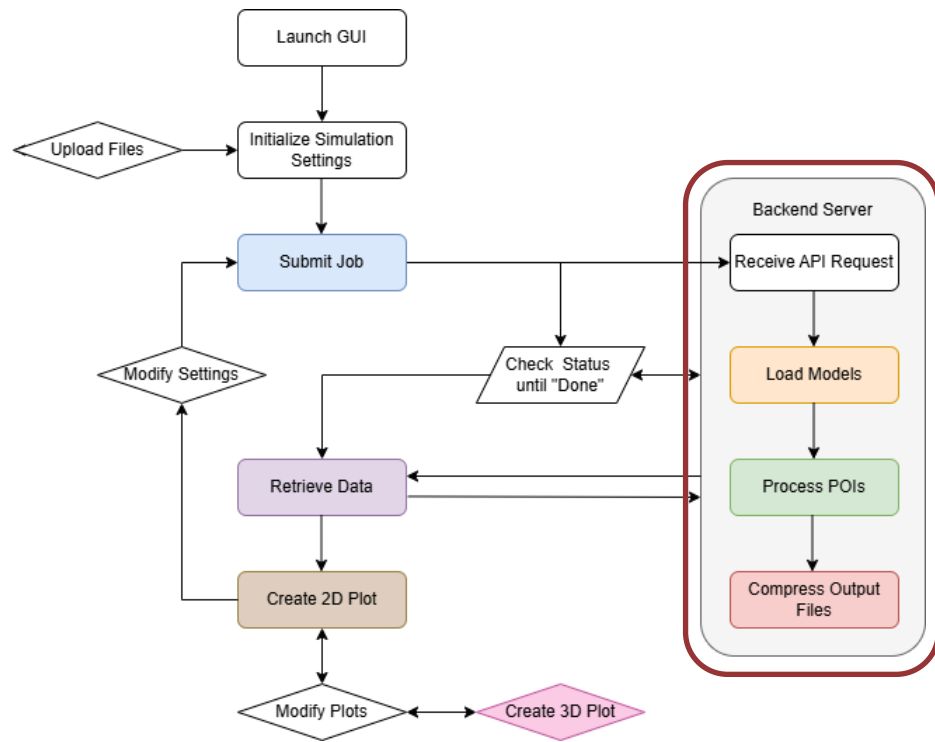 Launch GUI
Upload Files
Initialize Simulation
Settings
Backend Server
Submit Job
Receive API Request
Modify Settings
Check Status
until "Done"
Load Models
Retrieve Data
Process POIs
Create 2D Plot
Compress Output
Files
Modify Plots
Create 3D Plot